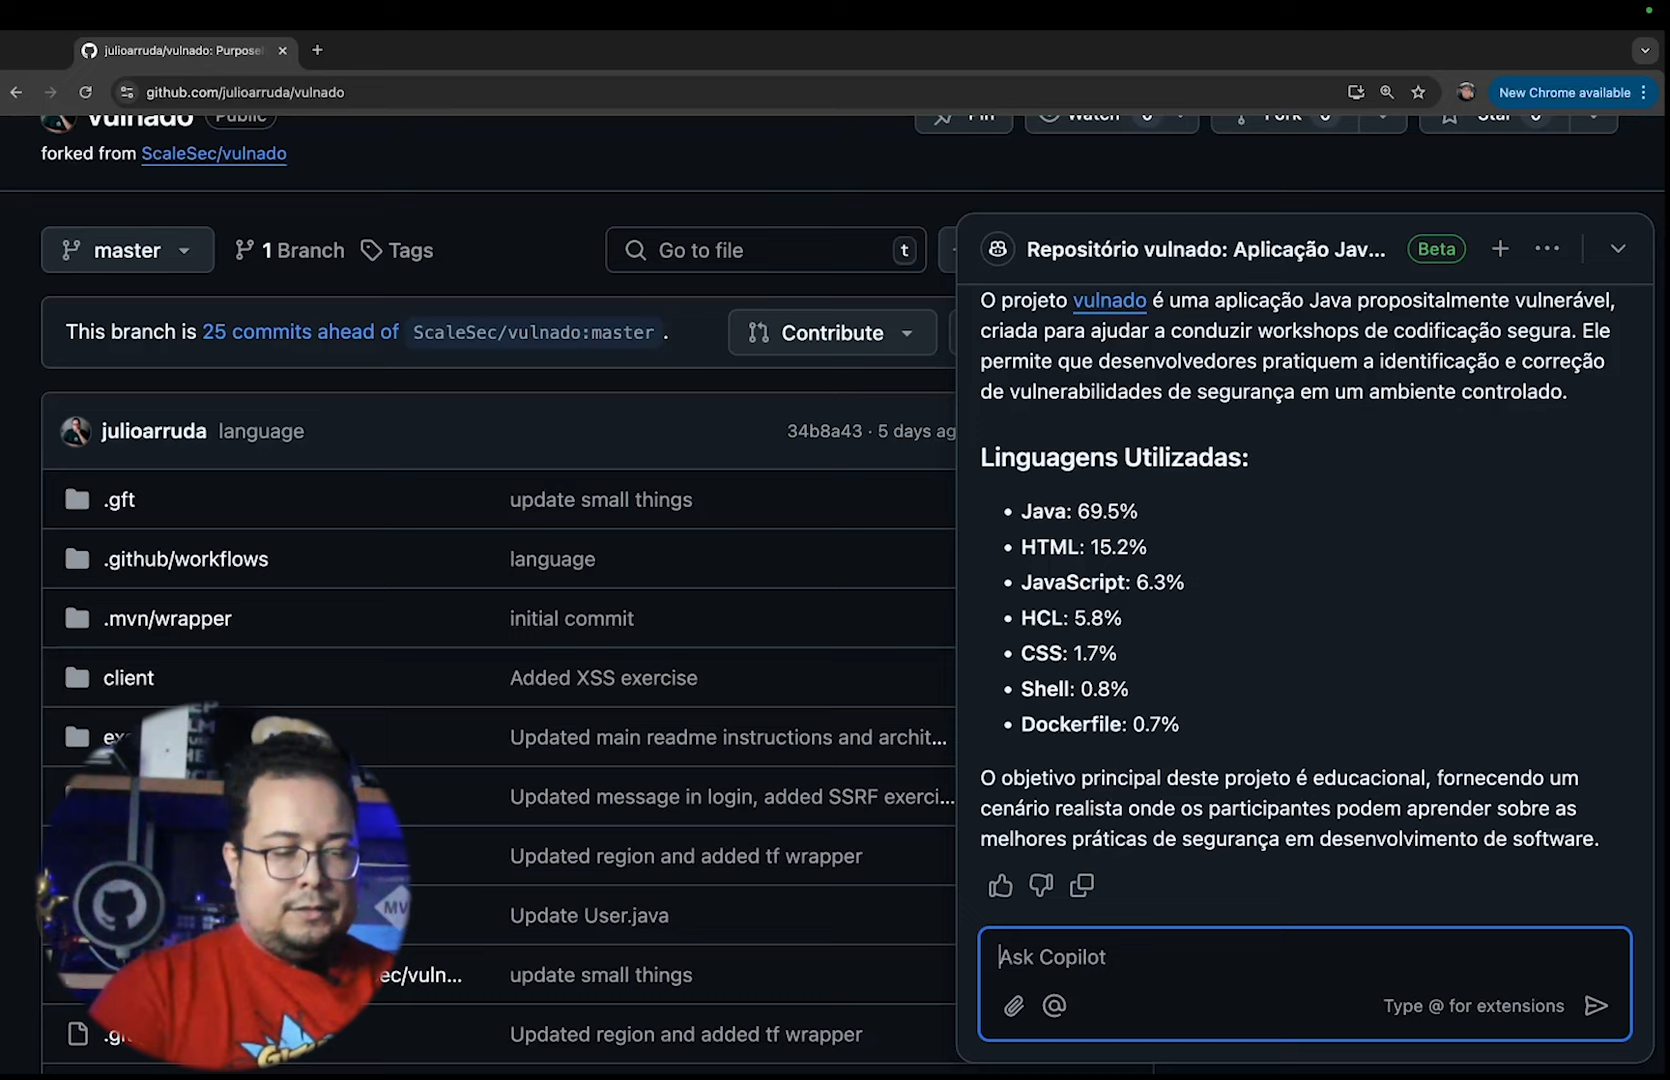 julioarruda/vulnado: Purpose
github.com/julioarruda/vulnado
New Chrome available
vulnado Public
Pin Watch 0 Fork 0 Star 0
forked from ScaleSec/vulnado
master 1 Branch Tags Go to file t
This branch is 25 commits ahead of ScaleSec/vulnado:master . Contribute
julioarruda language 34b8a43 · 5 days ag
.gft update small things
.github/workflows language
.mvn/wrapper initial commit
client Added XSS exercise
Updated main readme instructions and archit...
Updated message in login, added SSRF exerci...
Updated region and added tf wrapper
Update User.java
ec/vuln... update small things
Updated region and added tf wrapper
Repositório vulnado: Aplicação Jav... Beta
O projeto vulnado é uma aplicação Java propositalmente vulnerável,
criada para ajudar a conduzir workshops de codificação segura. Ele
permite que desenvolvedores pratiquem a identificação e correção
de vulnerabilidades de segurança em um ambiente controlado.
Linguagens Utilizadas:
• Java: 69.5%
• HTML: 15.2%
• JavaScript: 6.3%
• HCL: 5.8%
• CSS: 1.7%
• Shell: 0.8%
• Dockerfile: 0.7%
O objetivo principal deste projeto é educacional, fornecendo um
cenário realista onde os participantes podem aprender sobre as
melhores práticas de segurança em desenvolvimento de software.
Ask Copilot
Type @ for extensions